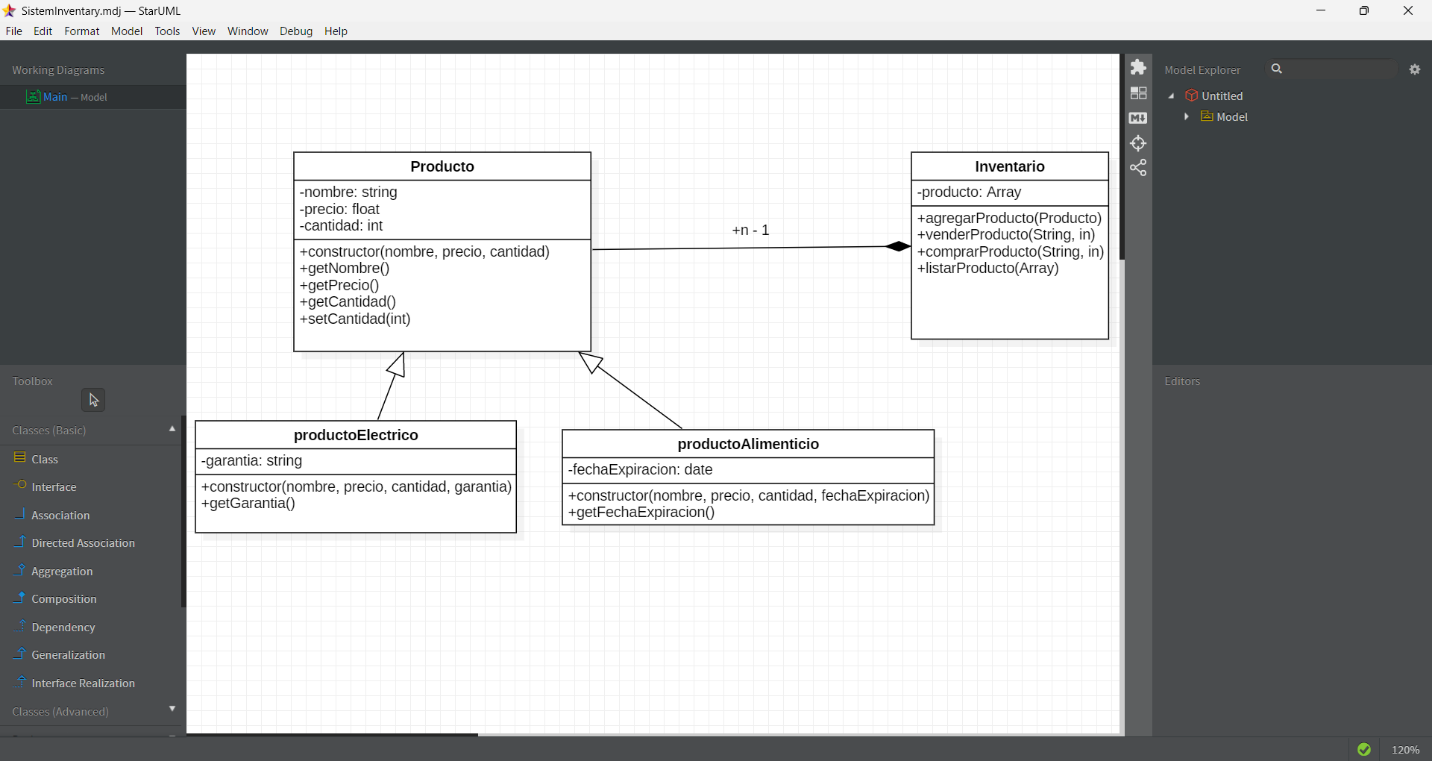 SistemInventary.mdj — StarUML
File Edit Format Model Tools View Window Debug Help
Working Diagrams
Main — Model
Toolbox
Classes (Basic)
Class
Interface
Association
Directed Association
Aggregation
Composition
Dependency
Generalization
Interface Realization
Classes (Advanced)
Producto
-nombre: string
-precio: float
-cantidad: int
+constructor(nombre, precio, cantidad)
+getNombre()
+getPrecio()
+getCantidad()
+setCantidad(int)
+n - 1
Inventario
-producto: Array
+agregarProducto(Producto)
+venderProducto(String, in)
+comprarProducto(String, in)
+listarProducto(Array)
productoElectrico
-garantia: string
+constructor(nombre, precio, cantidad, garantia)
+getGarantia()
productoAlimenticio
-fechaExpiracion: date
+constructor(nombre, precio, cantidad, fechaExpiracion)
+getFechaExpiracion()
Model Explorer
Untitled
Model
Editors
120%